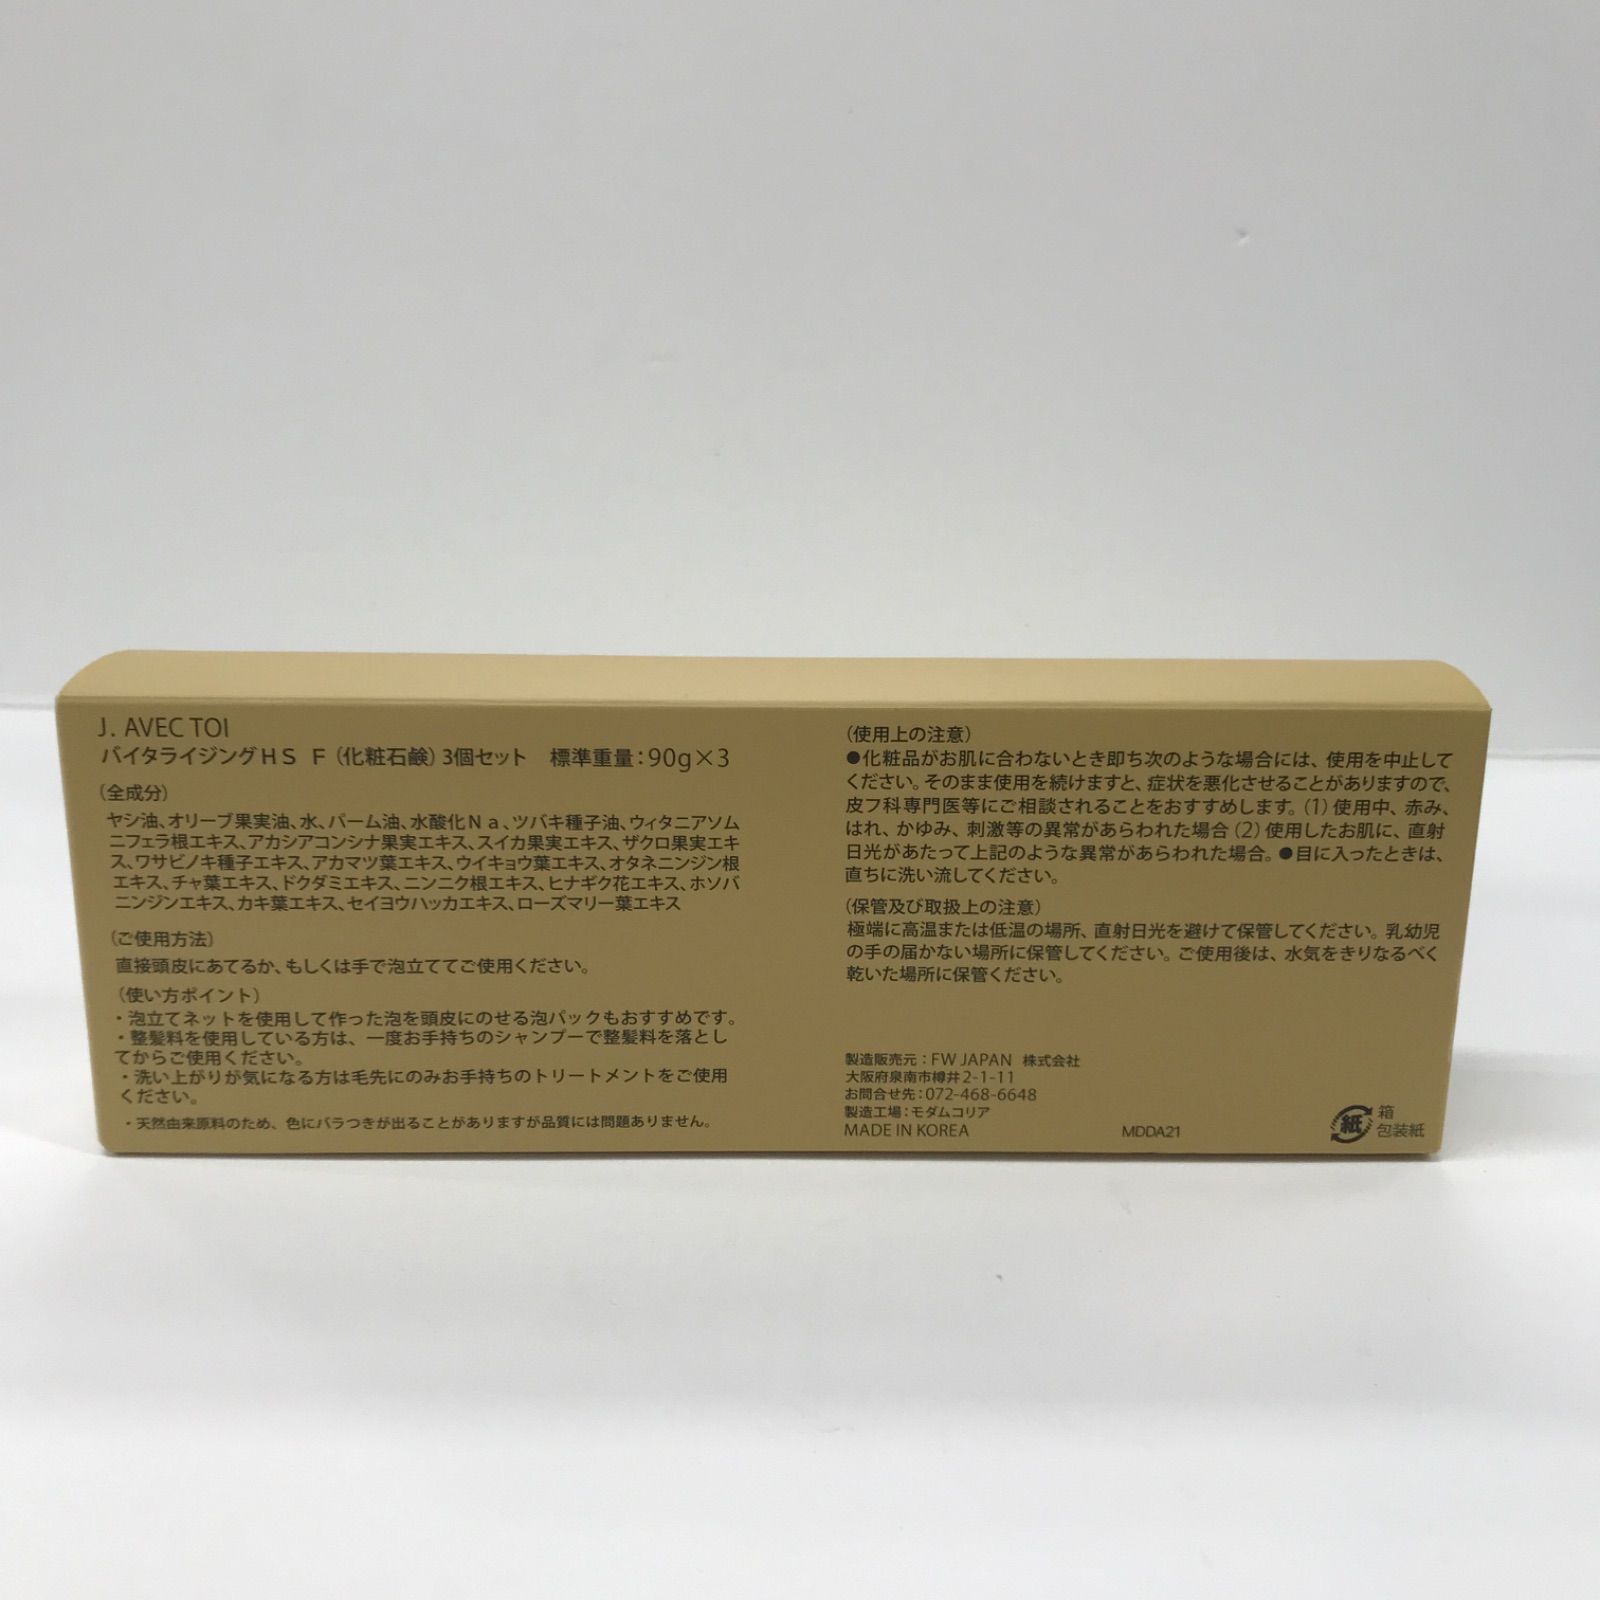 J. AVEC TOI
バイタライジングHS F（化粧石鹸）3個セット 標準重量：90g×3
（全成分）
ヤシ油、オリーブ果実油、水、パーム油、水酸化Na、ツバキ種子油、ウィタニアソム
ニフェラ根エキス、アカシアコンシナ果実エキス、スイカ果実エキス、ザクロ果実エキ
ス、ワサビノキ種子エキス、アカマツ葉エキス、ウイキョウ葉エキス、オタネニンジン根
エキス、チャ葉エキス、ドクダミエキス、ニンニク根エキス、ヒナギク花エキス、ホソバ
ニンジンエキス、カキ葉エキス、セイヨウハッカエキス、ローズマリー葉エキス
（ご使用方法）
直接頭皮にあてるか、もしくは手で泡立ててご使用ください。
（使い方ポイント）
・泡立てネットを使用して作った泡を頭皮にのせる泡パックもおすすめです。
・整髪料を使用している方は、一度お手持ちのシャンプーで整髪料を落とし
てからご使用ください。
・洗い上がりが気になる方は毛先にのみお手持ちのトリートメントをご使用
ください。
・天然由来原料のため、色にバラつきが出ることがありますが品質には問題ありません。
（使用上の注意）
●化粧品がお肌に合わないとき即ち次のような場合には、使用を中止して
ください。そのまま使用を続けますと、症状を悪化させることがありますので、
皮フ科専門医等にご相談されることをおすすめします。（1）使用中、赤み、
はれ、かゆみ、刺激等の異常があらわれた場合（2）使用したお肌に、直射
日光があたって上記のような異常があらわれた場合。●目に入ったときは、
直ちに洗い流してください。
（保管及び取扱上の注意）
極端に高温または低温の場所、直射日光を避けて保管してください。乳幼児
の手の届かない場所に保管してください。ご使用後は、水気をきりなるべく
乾いた場所に保管ください。
製造販売元：FW JAPAN 株式会社
大阪府泉南市樽井2-1-11
お問合せ先：072-468-6648
製造工場：モダムコリア
MADE IN KOREA MDDA21
紙 箱
包装紙